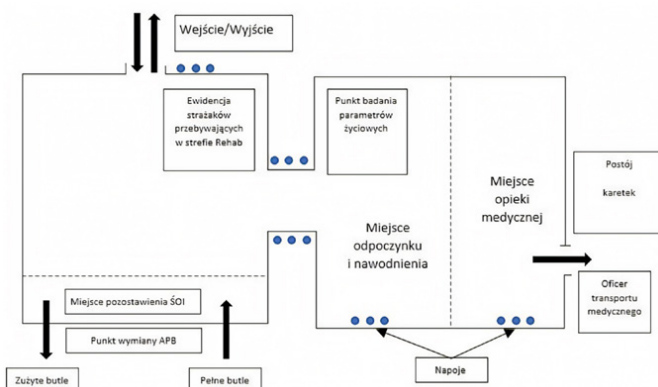 Wejście/Wyjście
Ewidencja
strażaków
przebywających
w strefie Rehab
Punkt badania
parametrów
życiowych
Postój
karetek
Miejsce
opieki
medycznej
Miejsce
odpoczynku
i nawodnienia
Oficer
transportu
medycznego
Miejsce pozostawienia ŚOI
Punkt wymiany APB
Napoje
Zużyte butle
Pełne butle